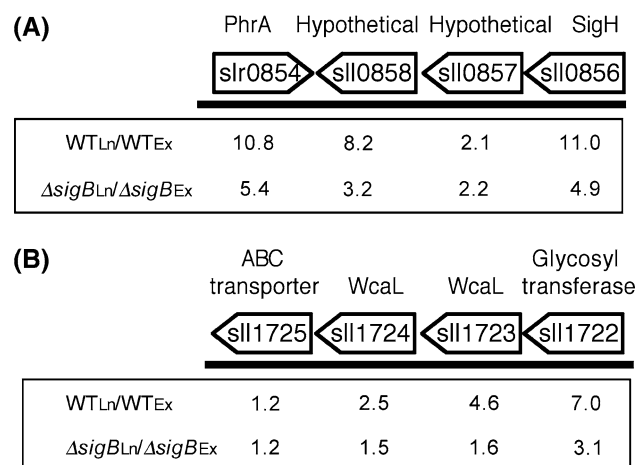 (A)
PhrA Hypothetical Hypothetical SigH
slr0854 sll0858 sll0857 sll0856
WTLn/WTEx 10.8 8.2 2.1 11.0
ΔsigBLn/ΔsigBEx 5.4 3.2 2.2 4.9
(B)
ABC Glycosyl
transporter WcaL WcaL transferase
sll1725 sll1724 sll1723 sll1722
WTLn/WTEx 1.2 2.5 4.6 7.0
ΔsigBLn/ΔsigBEx 1.2 1.5 1.6 3.1